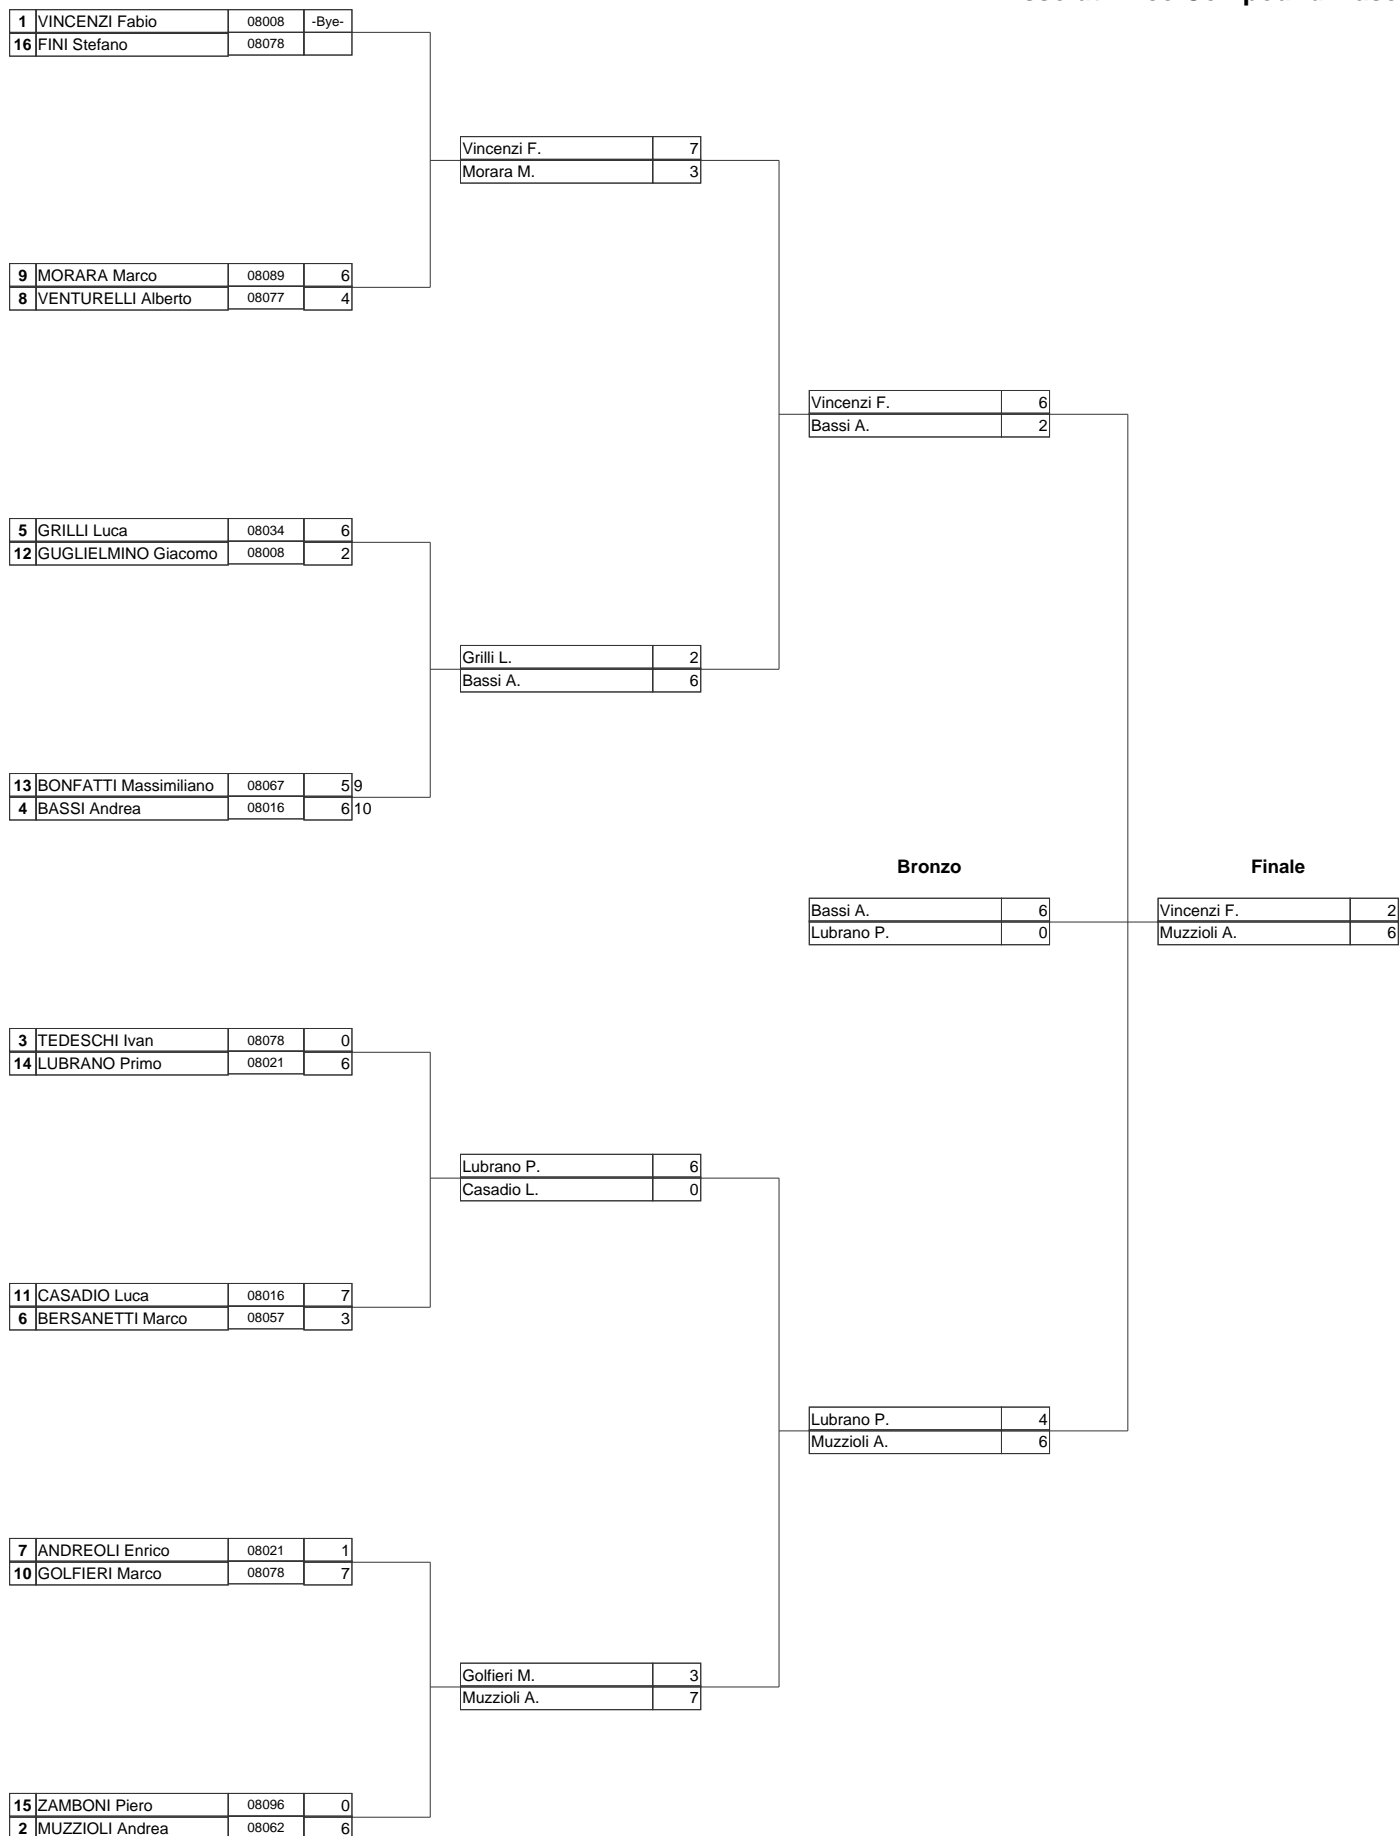 1 VINCENZI Fabio 08008 -Bye-
16 FINI Stefano 08078
Vincenzi F. 7
Morara M. 3
9 MORARA Marco 08089 6
8 VENTURELLI Alberto 08077 4
Vincenzi F. 6
Bassi A. 2
5 GRILLI Luca 08034 6
12 GUGLIELMINO Giacomo 08008 2
Grilli L. 2
Bassi A. 6
13 BONFATTI Massimiliano 08067 5 9
4 BASSI Andrea 08016 6 10
Bronzo Finale
Bassi A. 6 Vincenzi F. 2
Lubrano P. 0 Muzzioli A. 6
3 TEDESCHI Ivan 08078 0
14 LUBRANO Primo 08021 6
Lubrano P. 6
Casadio L. 0
11 CASADIO Luca 08016 7
6 BERSANETTI Marco 08057 3
Lubrano P. 4
Muzzioli A. 6
7 ANDREOLI Enrico 08021 1
10 GOLFIERI Marco 08078 7
Golfieri M. 3
Muzzioli A. 7
15 ZAMBONI Piero 08096 0
2 MUZZIOLI Andrea 08062 6